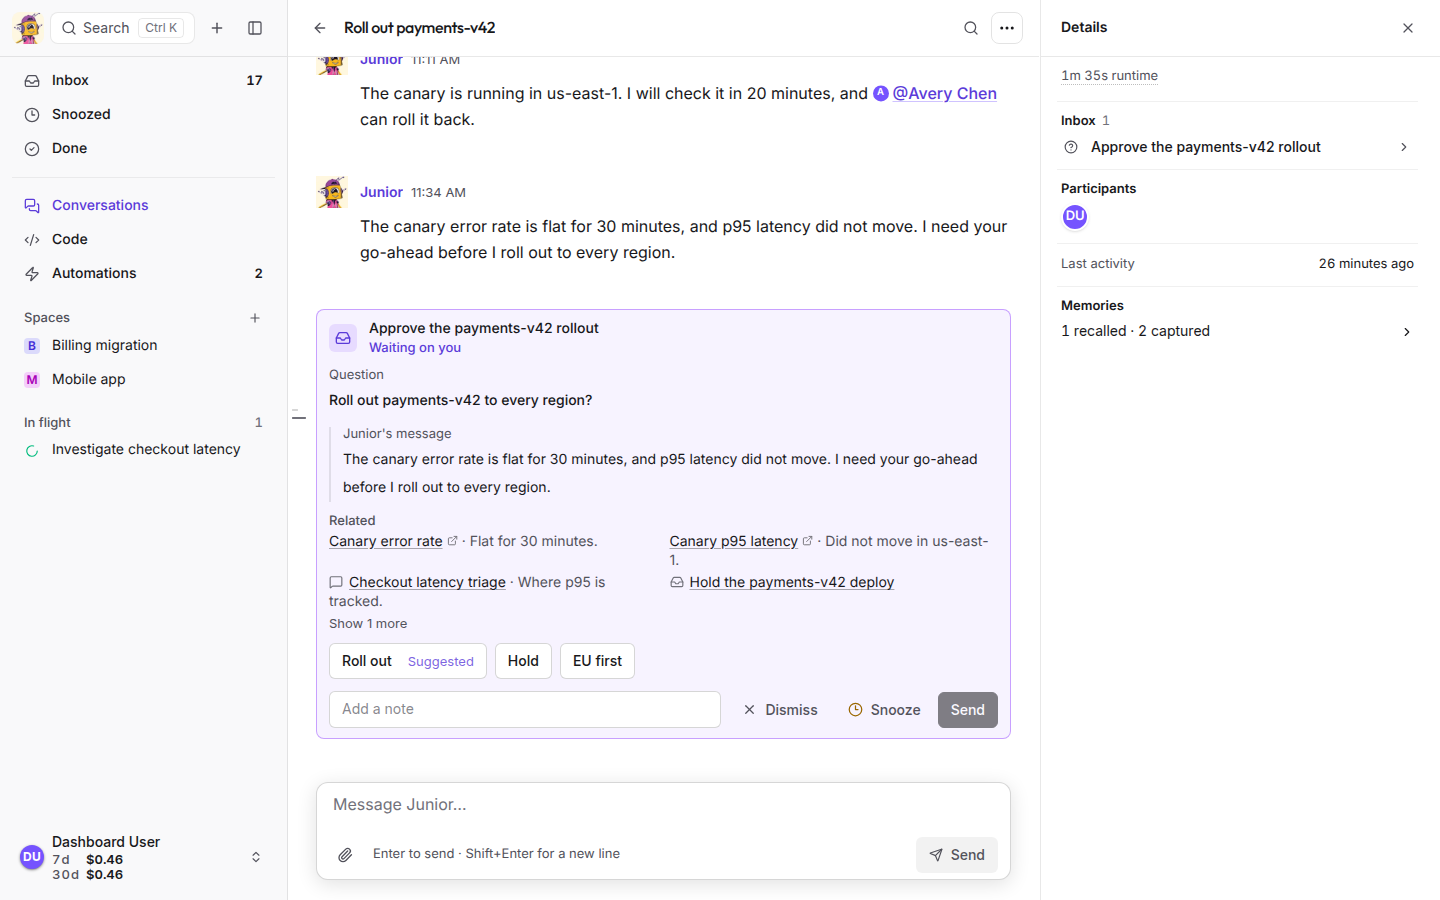 Search Ctrl K
Inbox 17
Snoozed
Done
Conversations
Code
Automations 2
Spaces
B Billing migration
M Mobile app
In flight 1
Investigate checkout latency
DU Dashboard User
7d $0.46
30d $0.46
Roll out payments-v42
Junior 11:11 AM
The canary is running in us-east-1. I will check it in 20 minutes, and A @Avery Chen
can roll it back.
Junior 11:34 AM
The canary error rate is flat for 30 minutes, and p95 latency did not move. I need your
go-ahead before I roll out to every region.
Approve the payments-v42 rollout
Waiting on you
Question
Roll out payments-v42 to every region?
Junior's message
The canary error rate is flat for 30 minutes, and p95 latency did not move. I need your go-ahead
before I roll out to every region.
Related
Canary error rate · Flat for 30 minutes.
Canary p95 latency · Did not move in us-east-
1.
Checkout latency triage · Where p95 is
tracked.
Hold the payments-v42 deploy
Show 1 more
Roll out Suggested Hold EU first
Add a note Dismiss Snooze Send
Message Junior...
Enter to send · Shift+Enter for a new line Send
Details
1m 35s runtime
Inbox 1
Approve the payments-v42 rollout
Participants
DU
Last activity 26 minutes ago
Memories
1 recalled · 2 captured